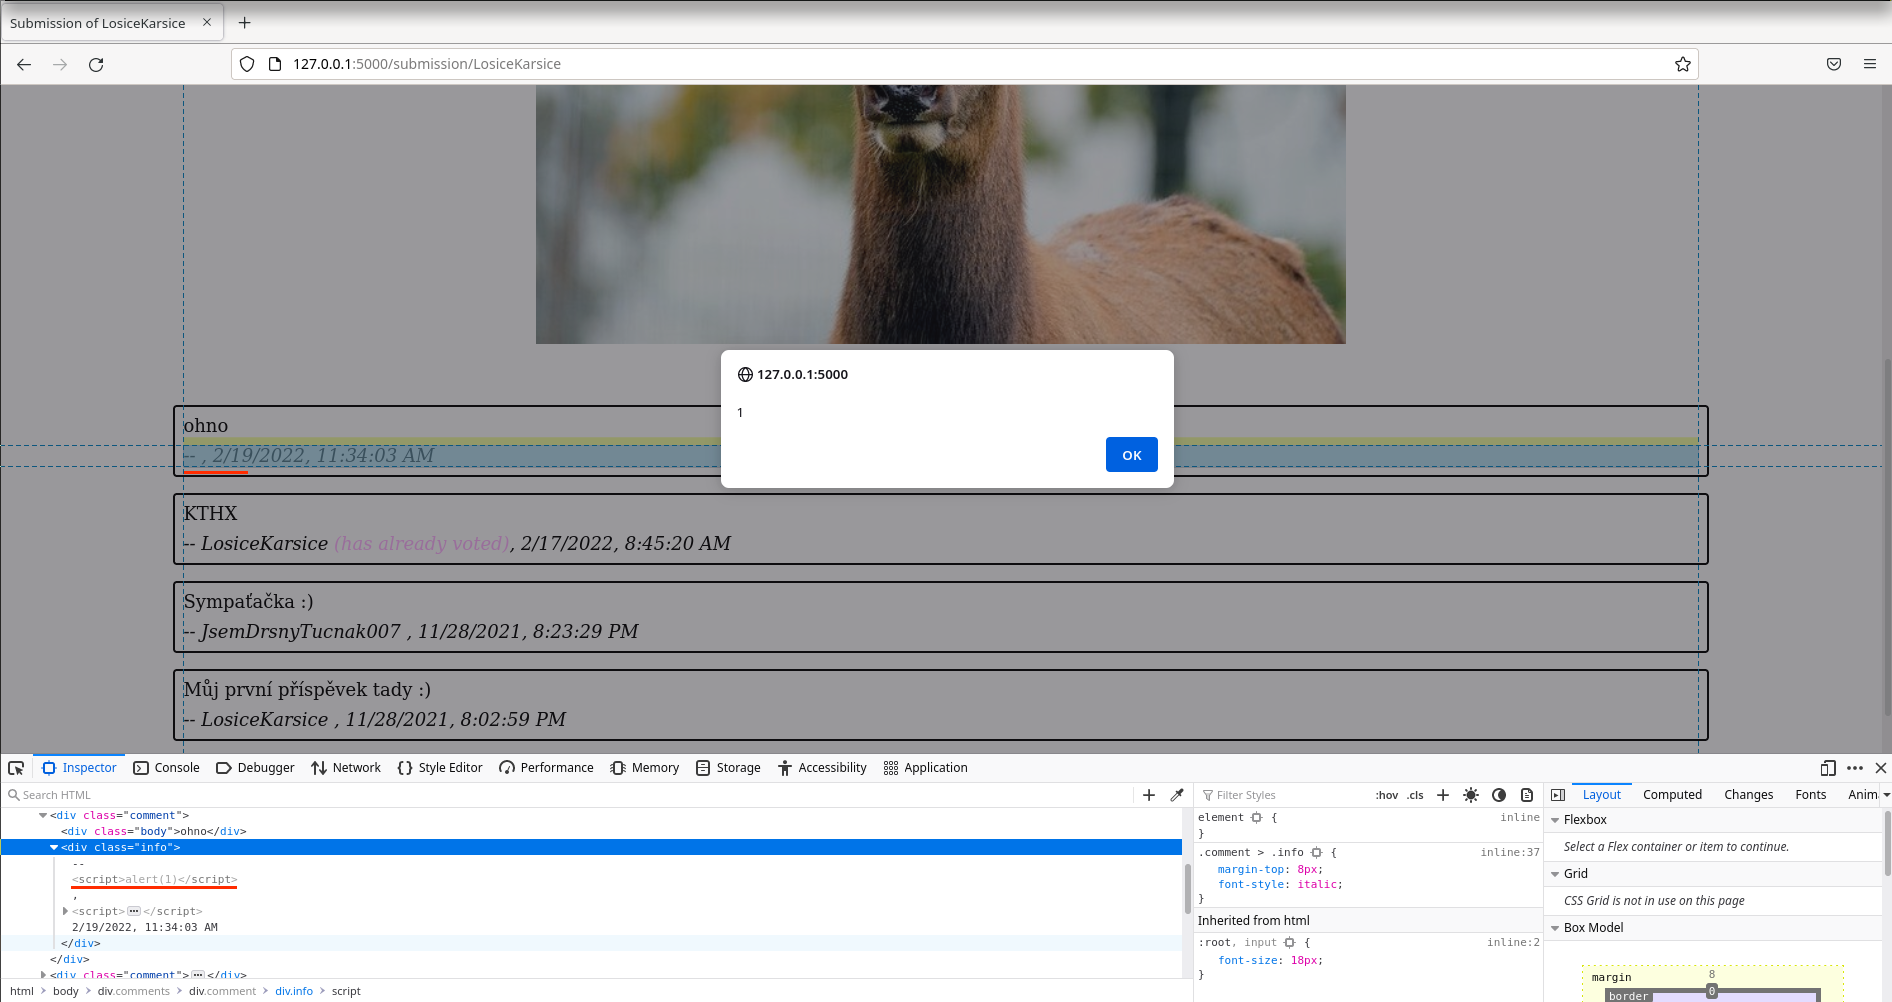 Submission of LosiceKarsice
127.0.0.1:5000/submission/LosiceKarsice
127.0.0.1:5000
1
OK
ohno
-- , 2/19/2022, 11:34:03 AM
KTHX
-- LosiceKarsice (has already voted), 2/17/2022, 8:45:20 AM
Sympaťačka :)
-- JsemDrsnyTucnak007 , 11/28/2021, 8:23:29 PM
Můj první příspěvek tady :)
-- LosiceKarsice , 11/28/2021, 8:02:59 PM
Inspector Console Debugger Network Style Editor Performance Memory Storage Accessibility Application
Search HTML
<div class="comment">
<div class="body">ohno</div>
<div class="info">
--
<script>alert(1)</script>
,
<script>…</script>
2/19/2022, 11:34:03 AM
</div>
</div>
<div class="comment">…</div>
html > body > div.comments > div.comment > div.info > script
Filter Styles :hov .cls
element { inline
}
.comment > .info { inline:37
margin-top: 8px;
font-style: italic;
}
Inherited from html
:root, input { inline:2
font-size: 18px;
}
Layout Computed Changes Fonts Anim
Flexbox
Select a Flex container or item to continue.
Grid
CSS Grid is not in use on this page
Box Model
margin 8
border 0